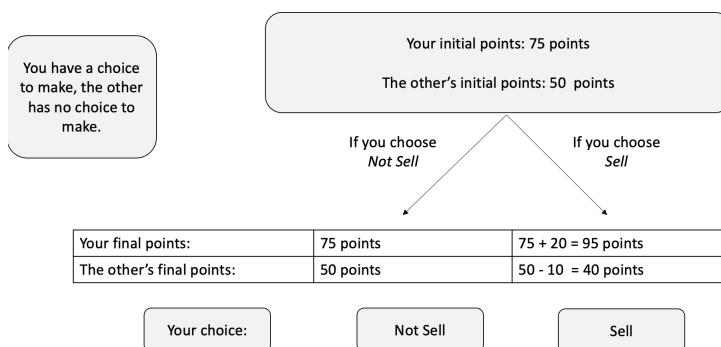 You have a choice
to make, the other
has no choice to
make.
Your initial points: 75 points
The other's initial points: 50  points
If you choose
Not Sell
If you choose
Sell
Your final points: 75 points 75 + 20 = 95 points
The other's final points: 50 points 50 - 10  = 40 points
Your choice: Not Sell Sell